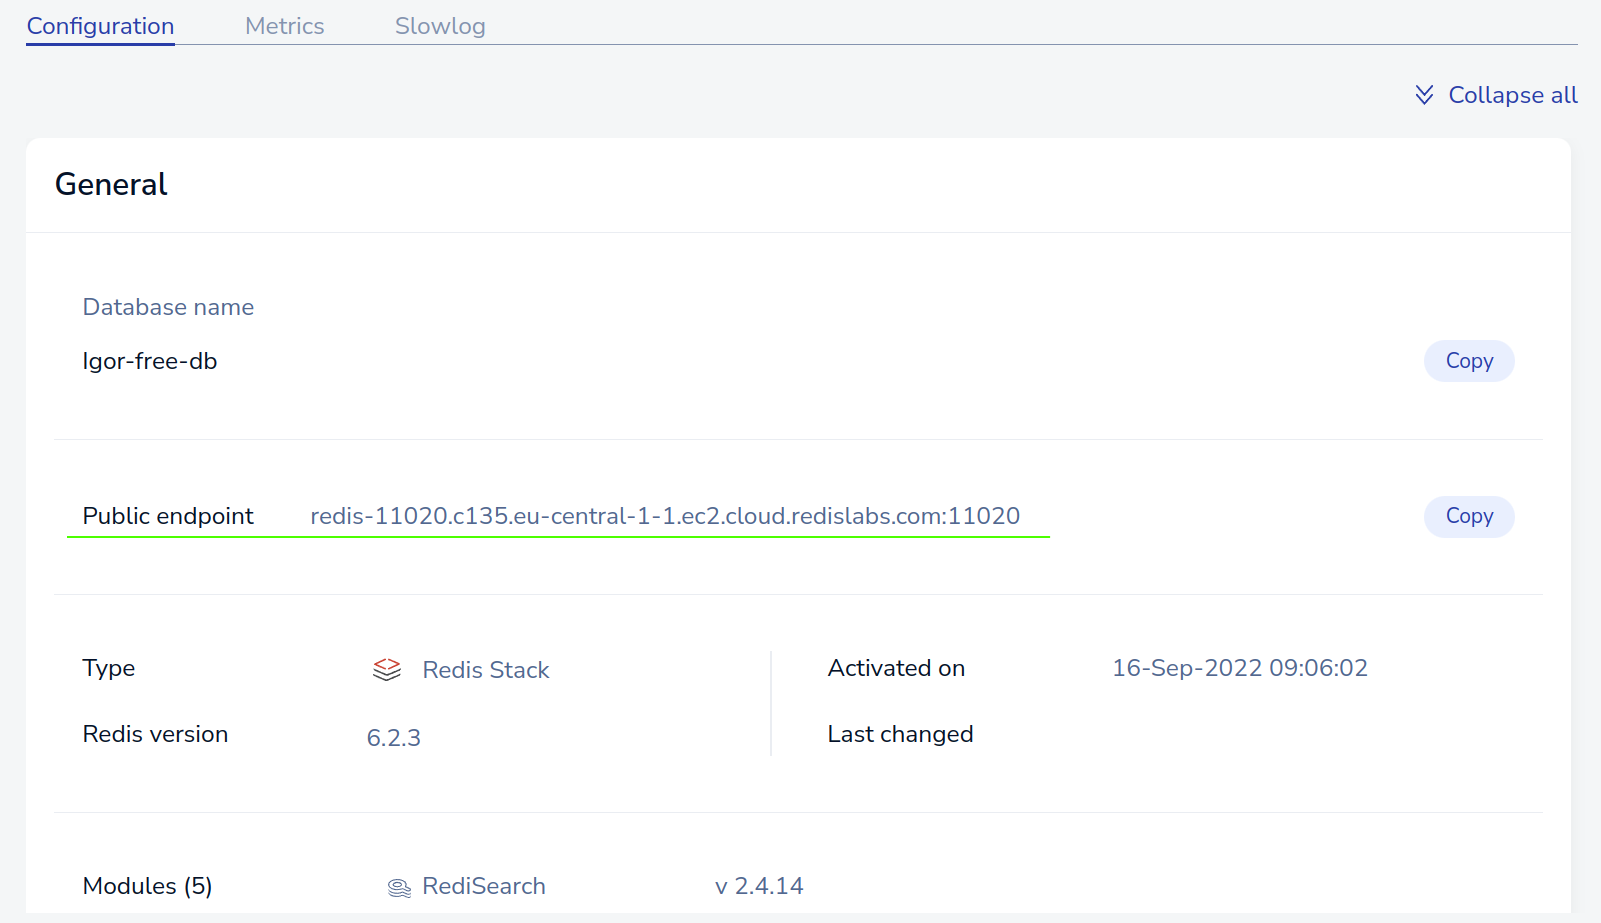 Configuration Metrics Slowlog
Collapse all
General
Database name
Igor-free-db Copy
Public endpoint redis-11020.c135.eu-central-1-1.ec2.cloud.redislabs.com:11020 Copy
Type Redis Stack Activated on 16-Sep-2022 09:06:02
Redis version 6.2.3 Last changed
Modules (5) RediSearch v 2.4.14